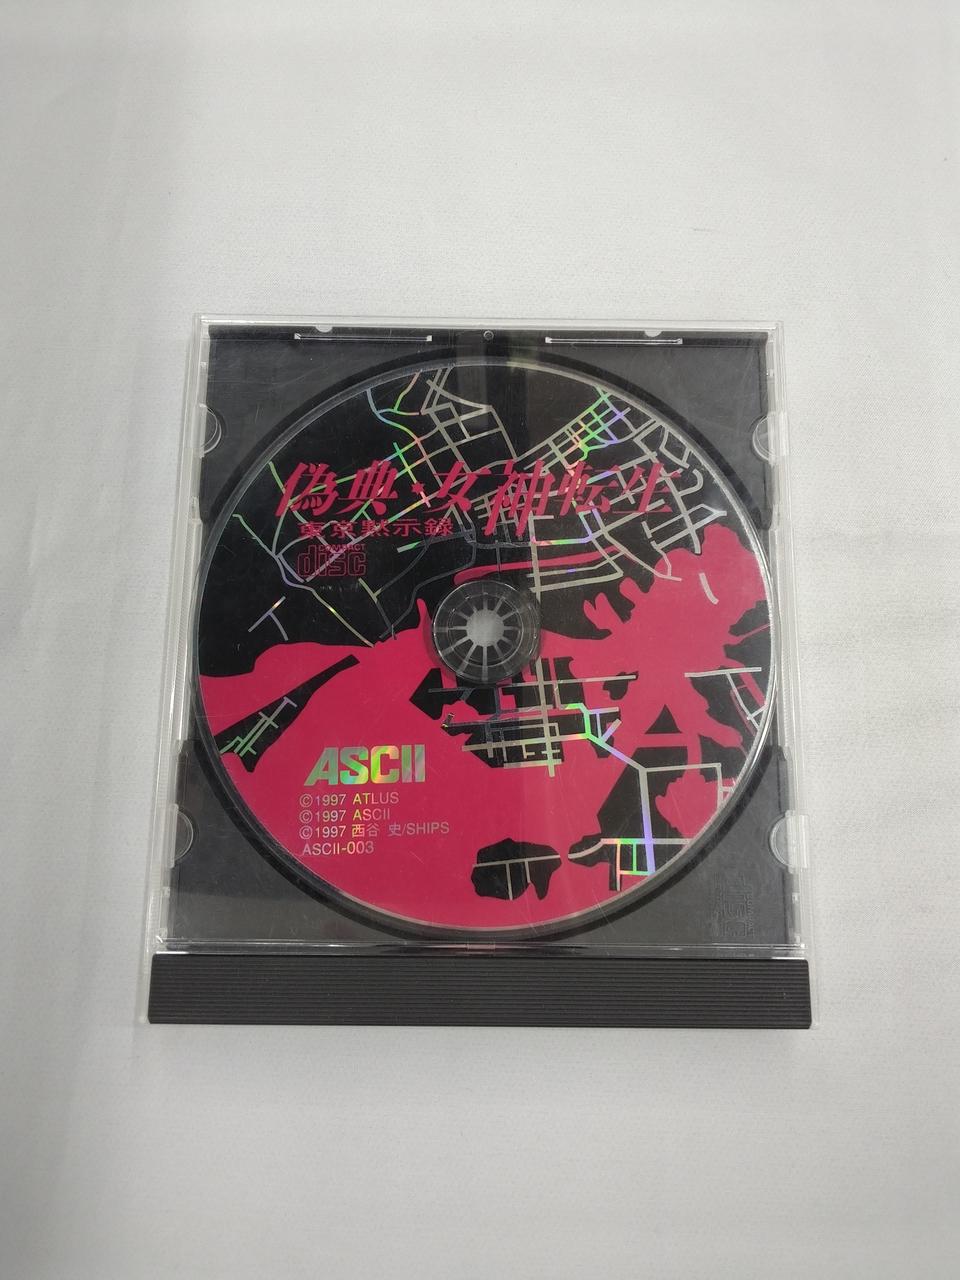 偽典・女神転生
東京黙示録
COMPACT
disc
ASCII
©1997 ATLUS
©1997 ASCII
©1997 西谷 史/SHIPS
ASCII-003